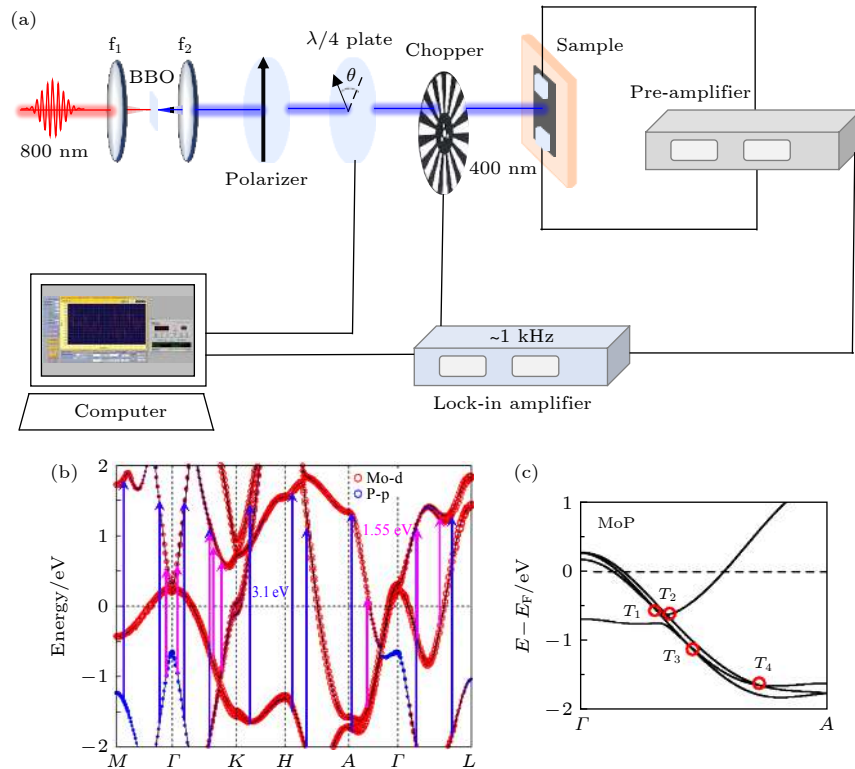 (a)
f₁
f₂
BBO
λ/4 plate
θ
Chopper
Sample
Pre-amplifier
800 nm
Polarizer
400 nm
~1 kHz
Computer
Lock-in amplifier
(b)
Energy/eV
2
1
0
−1
−2
Mo-d
P-p
1.55 eV
3.1 eV
M Γ K H A Γ L
(c)
E−E_F/eV
1
0
−1
−2
MoP
T₁
T₂
T₃
T₄
Γ A